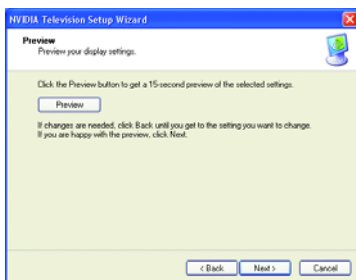 NVIDIA Television Setup Wizard
Preview
Preview your display settings.
Click the Preview button to get a 15-second preview of the selected settings.
Preview
If changes are needed, click Back until you get to the setting you want to change.
If you are happy with the preview, click Next.
< Back
Next >
Cancel